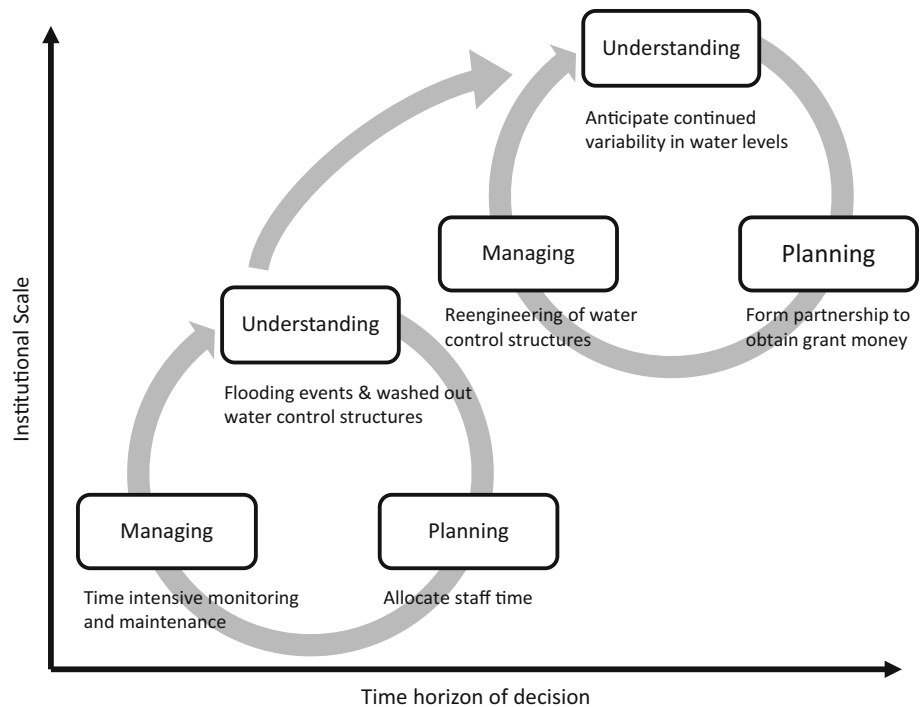 Understanding
Anticipate continued
variability in water levels
Managing
Reengineering of water
control structures
Planning
Form partnership to
obtain grant money
Understanding
Flooding events & washed out
water control structures
Managing
Time intensive monitoring
and maintenance
Planning
Allocate staff time
Institutional Scale
Time horizon of decision